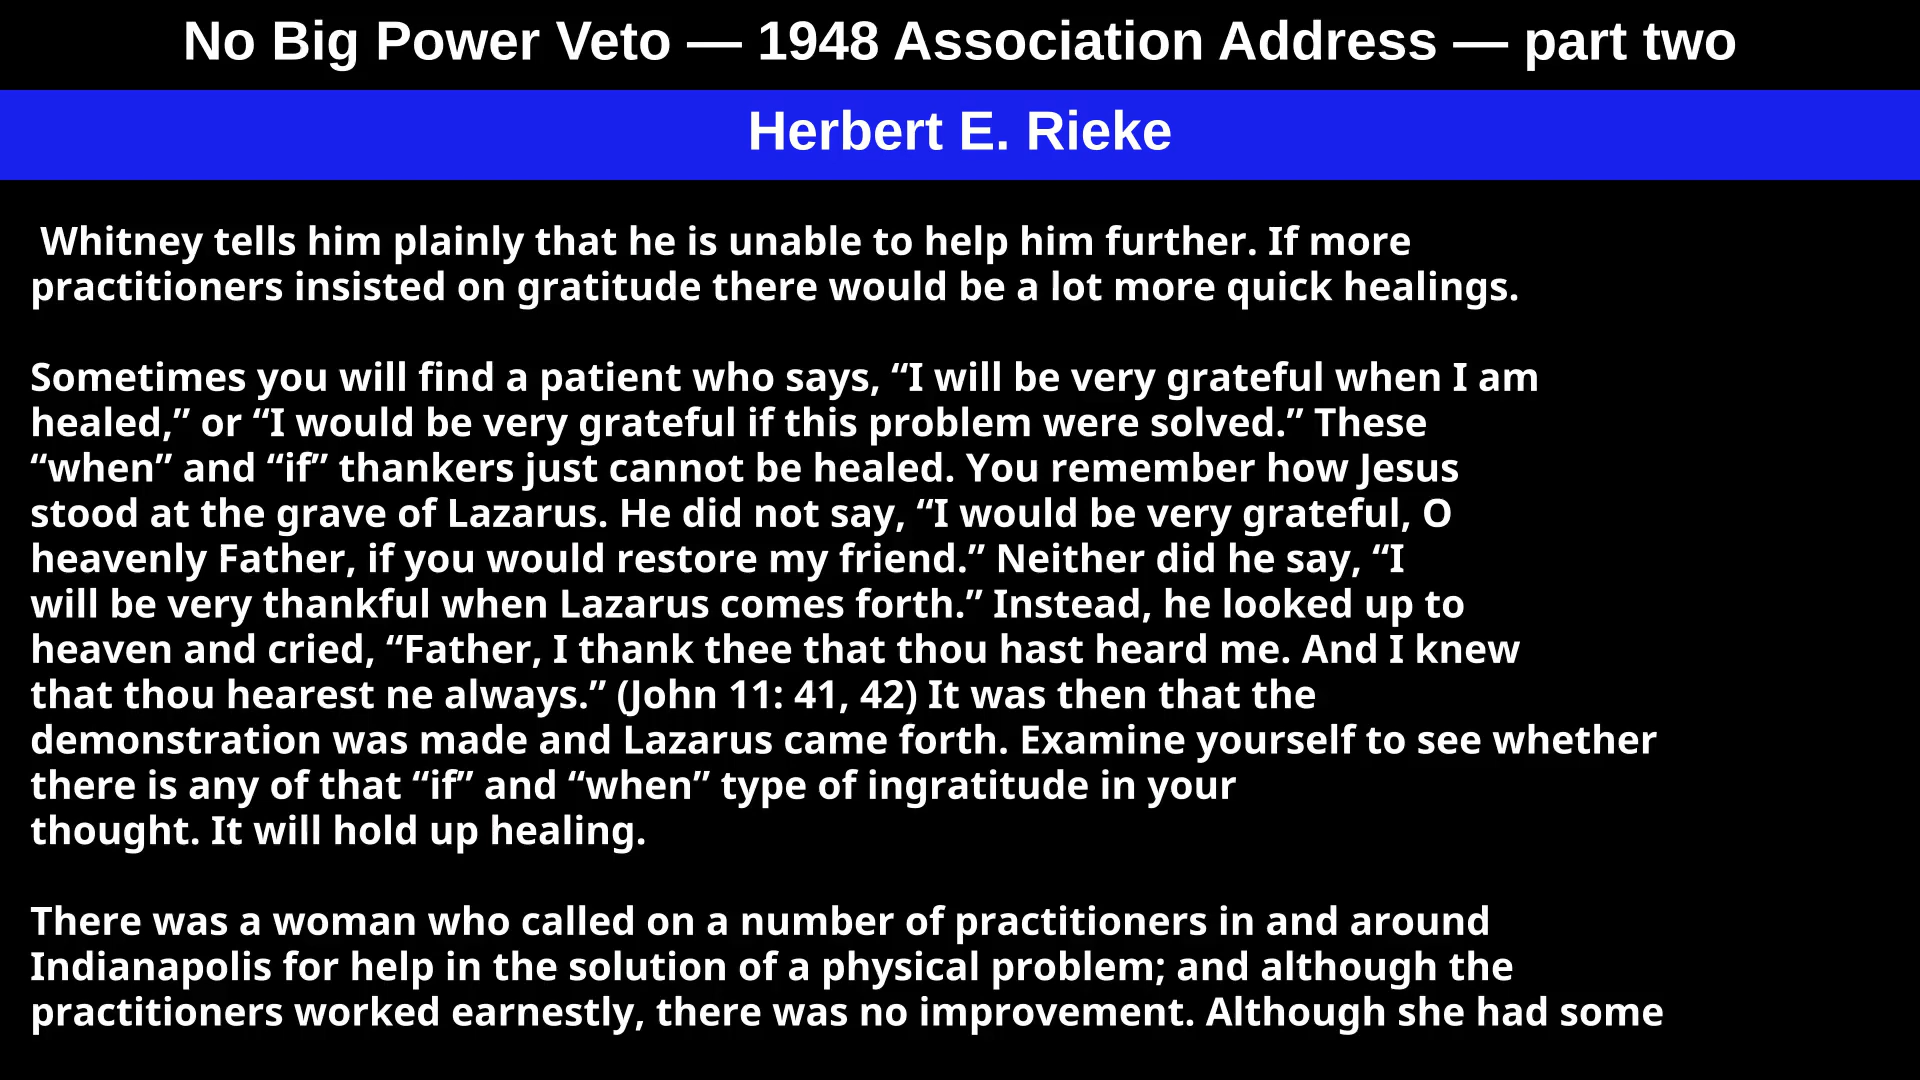 No Big Power Veto — 1948 Association Address — part two
Herbert E. Rieke
Whitney tells him plainly that he is unable to help him further. If more
practitioners insisted on gratitude there would be a lot more quick healings.
Sometimes you will find a patient who says, “I will be very grateful when I am
healed,” or “I would be very grateful if this problem were solved.” These
“when” and “if” thankers just cannot be healed. You remember how Jesus
stood at the grave of Lazarus. He did not say, “I would be very grateful, O
heavenly Father, if you would restore my friend.” Neither did he say, “I
will be very thankful when Lazarus comes forth.” Instead, he looked up to
heaven and cried, “Father, I thank thee that thou hast heard me. And I knew
that thou hearest ne always.” (John 11: 41, 42) It was then that the
demonstration was made and Lazarus came forth. Examine yourself to see whether
there is any of that “if” and “when” type of ingratitude in your
thought. It will hold up healing.
There was a woman who called on a number of practitioners in and around
Indianapolis for help in the solution of a physical problem; and although the
practitioners worked earnestly, there was no improvement. Although she had some